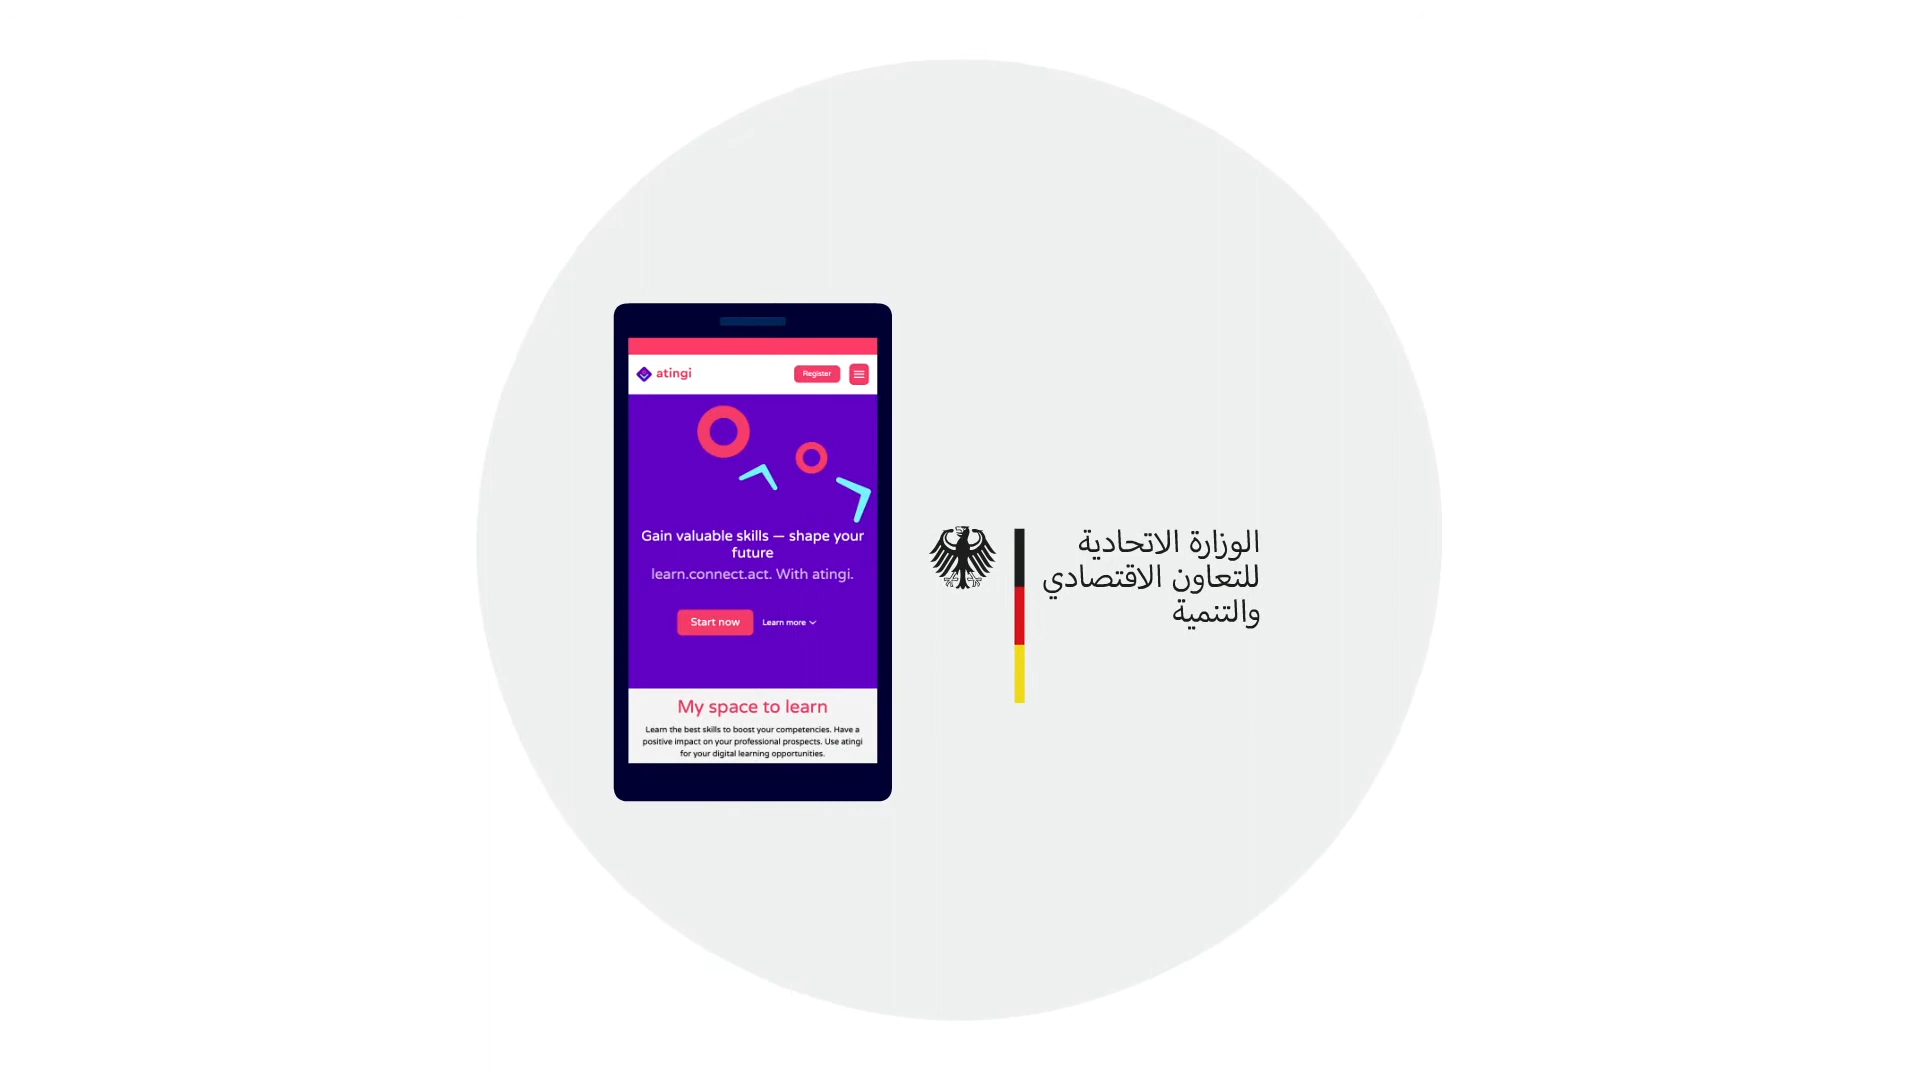 atingi
Register
Gain valuable skills — shape your
future
learn.connect.act. With atingi.
Start now
Learn more
My space to learn
Learn the best skills to boost your competencies. Have a
positive impact on your professional prospects. Use atingi
for your digital learning opportunities.
الوزارة الاتحادية
للتعاون الاقتصادي
والتنمية